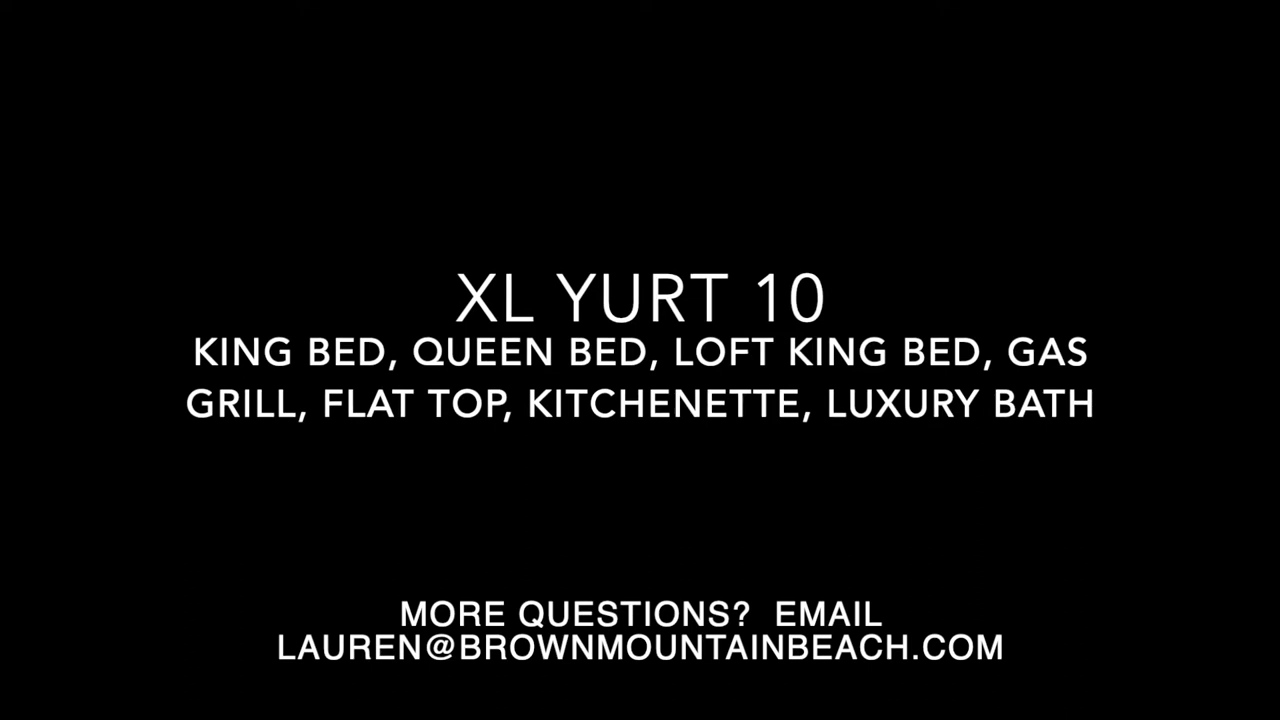 XL YURT 10
KING BED, QUEEN BED, LOFT KING BED, GAS
GRILL, FLAT TOP, KITCHENETTE, LUXURY BATH
MORE QUESTIONS?  EMAIL
LAUREN@BROWNMOUNTAINBEACH.COM